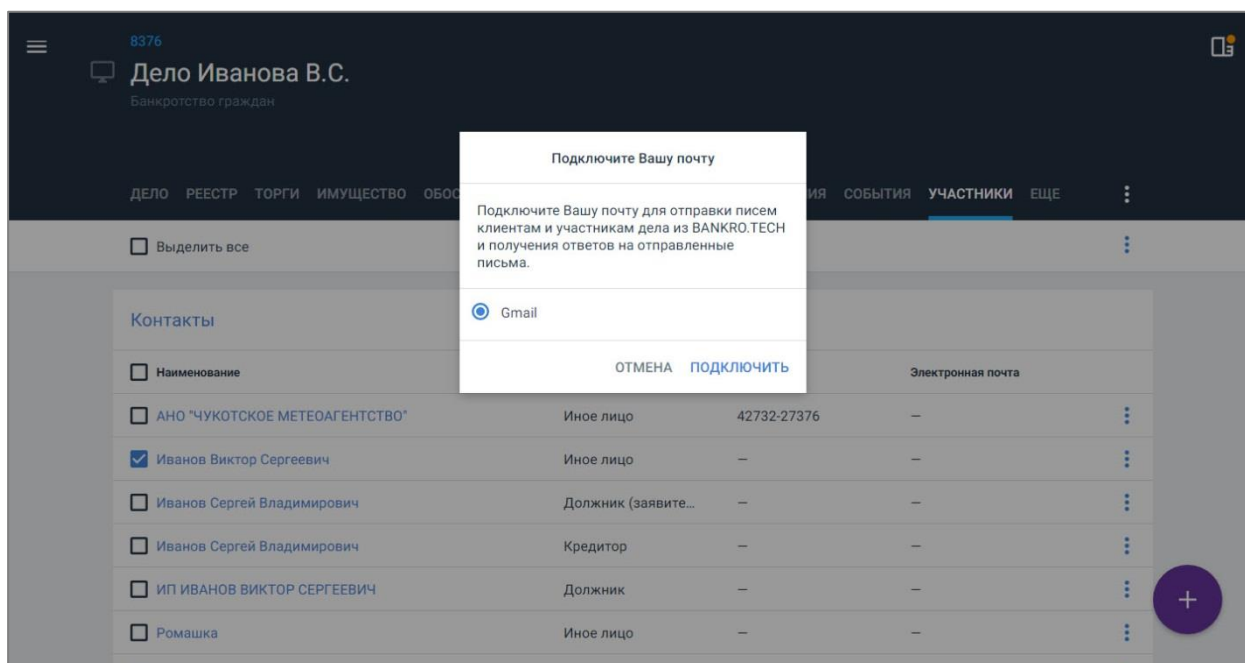 8376
Дело Иванова В.С.
Банкротство граждан
Подключите Вашу почту
ДЕЛО РЕЕСТР ТОРГИ ИМУЩЕСТВО СОБЫТИЯ УЧАСТНИКИ ЕЩЕ
Подключите Вашу почту для отправки писем
клиентам и участникам дела из BANKRO.TECH
и получения ответов на отправленные
письма.
Выделить все
Gmail
Контакты
ОТМЕНА ПОДКЛЮЧИТЬ
Наименование Электронная почта
АНО "ЧУКОТСКОЕ МЕТЕОАГЕНТСТВО" Иное лицо 42732-27376 —
Иванов Виктор Сергеевич Иное лицо — —
Иванов Сергей Владимирович Должник (заявите... — —
Иванов Сергей Владимирович Кредитор — —
ИП ИВАНОВ ВИКТОР СЕРГЕЕВИЧ Должник — —
Ромашка Иное лицо — —